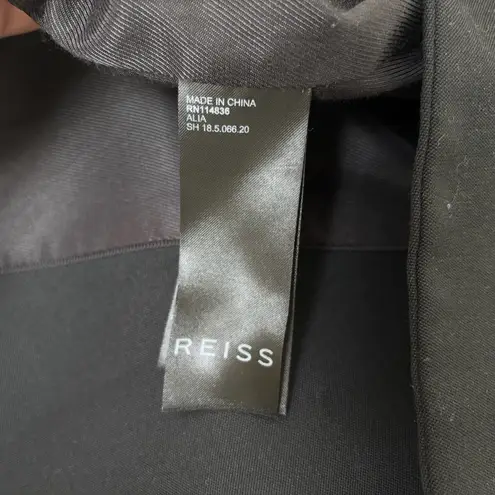 MADE IN CHINA
RN114836
ALIA
SH 18.5.066.20
REISS